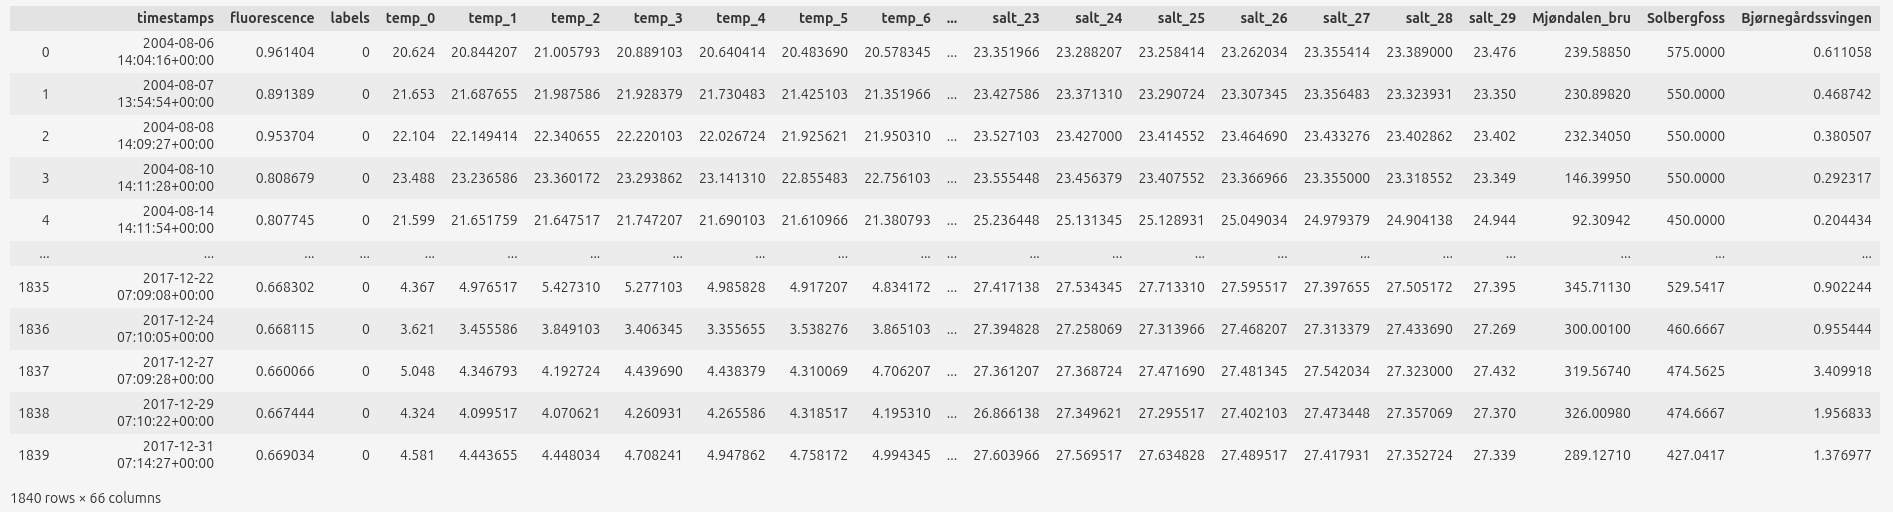 timestamps fluorescence labels temp_0 temp_1 temp_2 temp_3 temp_4 temp_5 temp_6 ... salt_23 salt_24 salt_25 salt_26 salt_27 salt_28 salt_29 Mjøndalen_bru Solbergfoss Bjørnegårdssvingen
0 2004-08-06 14:04:16+00:00 0.961404 0 20.624 20.844207 21.005793 20.889103 20.640414 20.483690 20.578345 ... 23.351966 23.288207 23.258414 23.262034 23.355414 23.389000 23.476 239.58850 575.0000 0.611058
1 2004-08-07 13:54:54+00:00 0.891389 0 21.653 21.687655 21.987586 21.928379 21.730483 21.425103 21.351966 ... 23.427586 23.371310 23.290724 23.307345 23.356483 23.323931 23.350 230.89820 550.0000 0.468742
2 2004-08-08 14:09:27+00:00 0.953704 0 22.104 22.149414 22.340655 22.220103 22.026724 21.925621 21.950310 ... 23.527103 23.427000 23.414552 23.464690 23.433276 23.402862 23.402 232.34050 550.0000 0.380507
3 2004-08-10 14:11:28+00:00 0.808679 0 23.488 23.236586 23.360172 23.293862 23.141310 22.855483 22.756103 ... 23.555448 23.456379 23.407552 23.366966 23.355000 23.318552 23.349 146.39950 550.0000 0.292317
4 2004-08-14 14:11:54+00:00 0.807745 0 21.599 21.651759 21.647517 21.747207 21.690103 21.610966 21.380793 ... 25.236448 25.131345 25.128931 25.049034 24.979379 24.904138 24.944 92.30942 450.0000 0.204434
... ... ... ... ... ... ... ... ... ... ... ... ... ... ... ... ... ... ... ... ... ...
1835 2017-12-22 07:09:08+00:00 0.668302 0 4.367 4.976517 5.427310 5.277103 4.985828 4.917207 4.834172 ... 27.417138 27.534345 27.713310 27.595517 27.397655 27.505172 27.395 345.71130 529.5417 0.902244
1836 2017-12-24 07:10:05+00:00 0.668115 0 3.621 3.455586 3.849103 3.406345 3.355655 3.538276 3.865103 ... 27.394828 27.258069 27.313966 27.468207 27.313379 27.433690 27.269 300.00100 460.6667 0.955444
1837 2017-12-27 07:09:28+00:00 0.660066 0 5.048 4.346793 4.192724 4.439690 4.438379 4.310069 4.706207 ... 27.361207 27.368724 27.471690 27.481345 27.542034 27.323000 27.432 319.56740 474.5625 3.409918
1838 2017-12-29 07:10:22+00:00 0.667444 0 4.324 4.099517 4.070621 4.260931 4.265586 4.318517 4.195310 ... 26.866138 27.349621 27.295517 27.402103 27.473448 27.357069 27.370 326.00980 474.6667 1.956833
1839 2017-12-31 07:14:27+00:00 0.669034 0 4.581 4.443655 4.448034 4.708241 4.947862 4.758172 4.994345 ... 27.603966 27.569517 27.634828 27.489517 27.417931 27.352724 27.339 289.12710 427.0417 1.376977
1840 rows × 66 columns